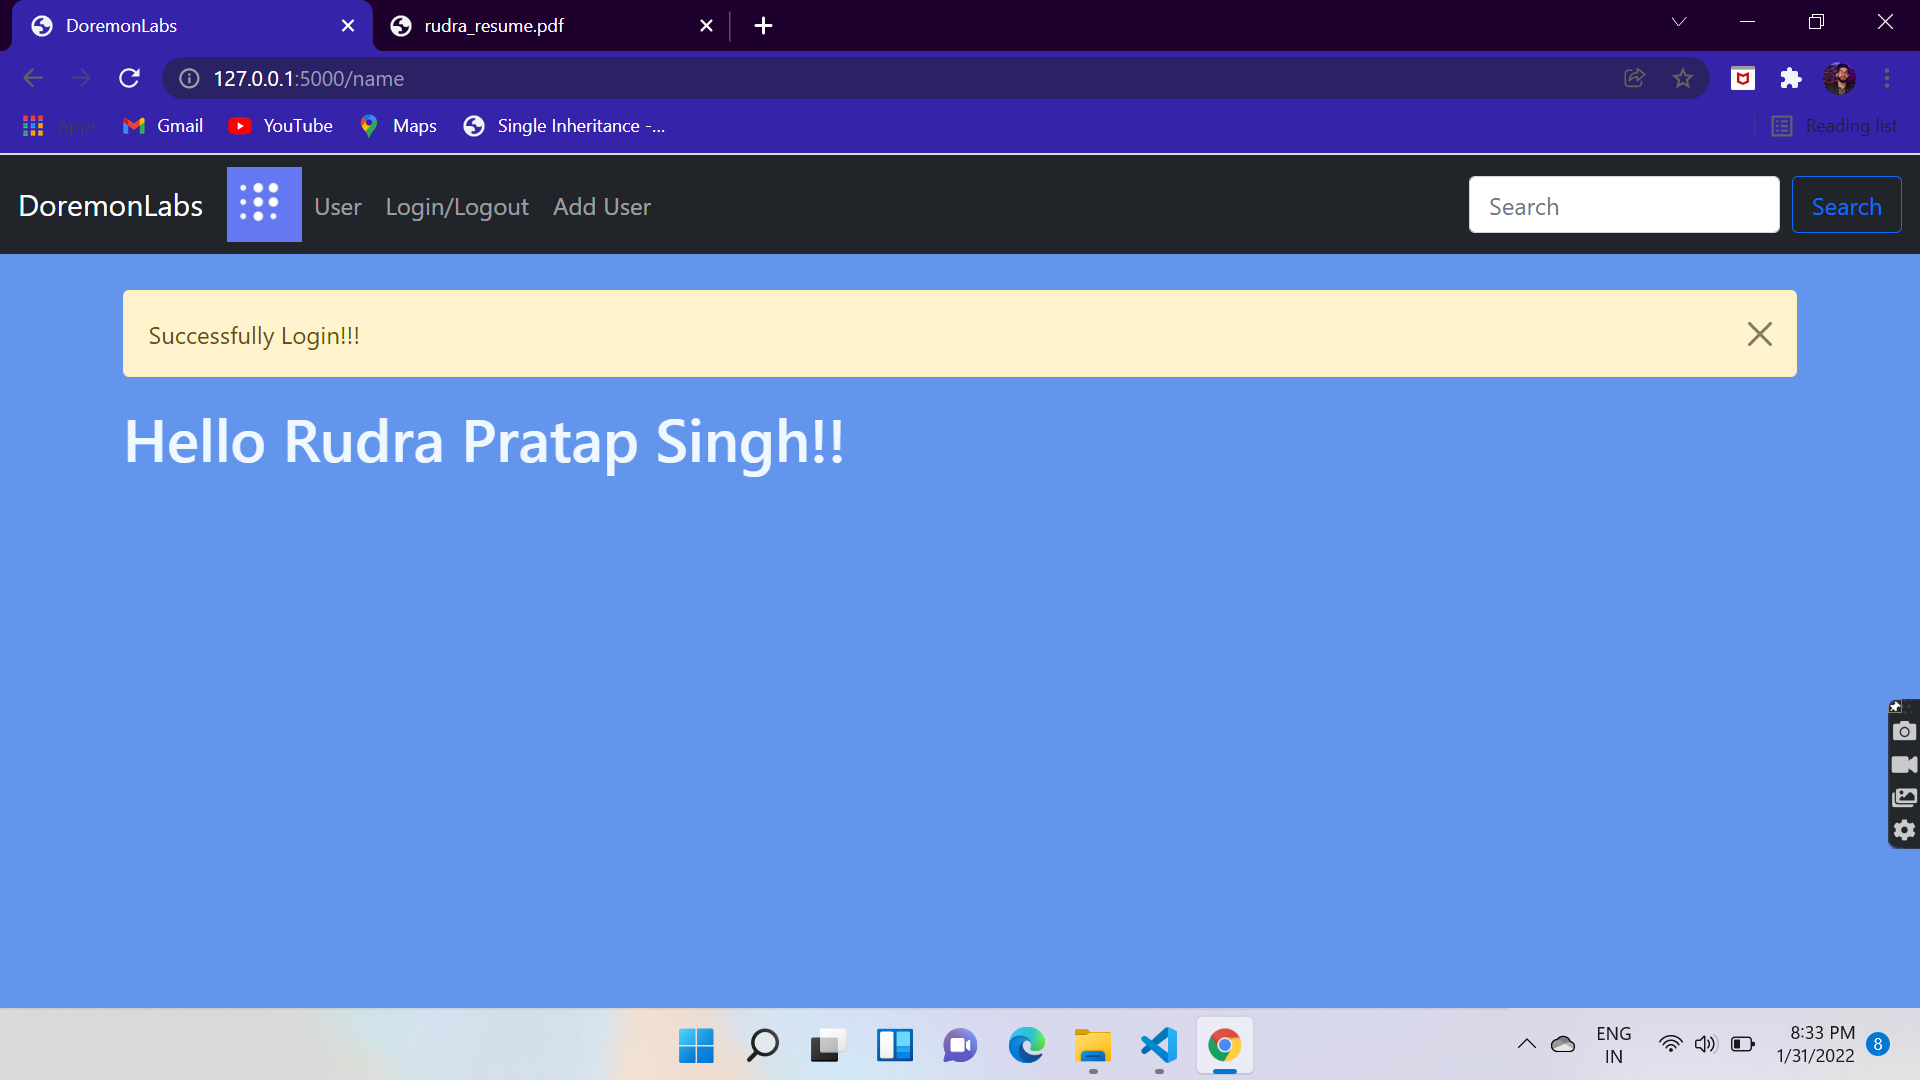 DoremonLabs
rudra_resume.pdf
127.0.0.1:5000/name
Apps
Gmail
YouTube
Maps
Single Inheritance -...
Reading list
DoremonLabs
User
Login/Logout
Add User
Search
Search
Successfully Login!!!
Hello Rudra Pratap Singh!!
ENG
IN
8:33 PM
1/31/2022
8